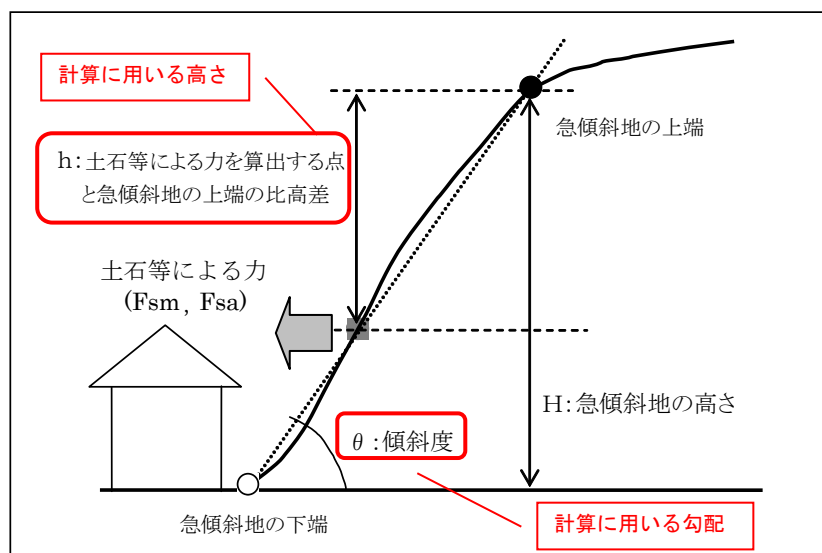 計算に用いる高さ
急傾斜地の上端
h:土石等による力を算出する点
と急傾斜地の上端の比高差
土石等による力
(Fsm, Fsa)
H:急傾斜地の高さ
θ:傾斜度
急傾斜地の下端
計算に用いる勾配